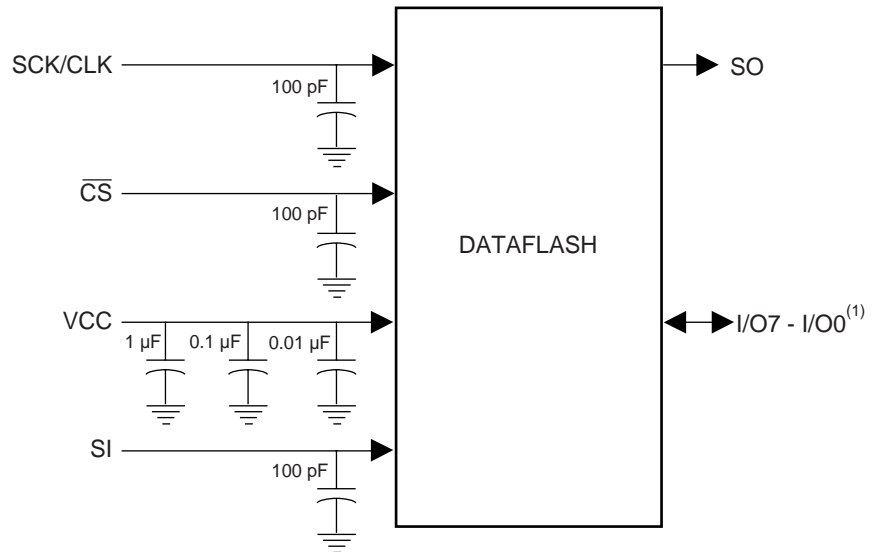 SCK/CLK
100 pF
SO
CS
100 pF
DATAFLASH
VCC
1 µF 0.1 µF 0.01 µF
I/O7 - I/O0(1)
SI
100 pF